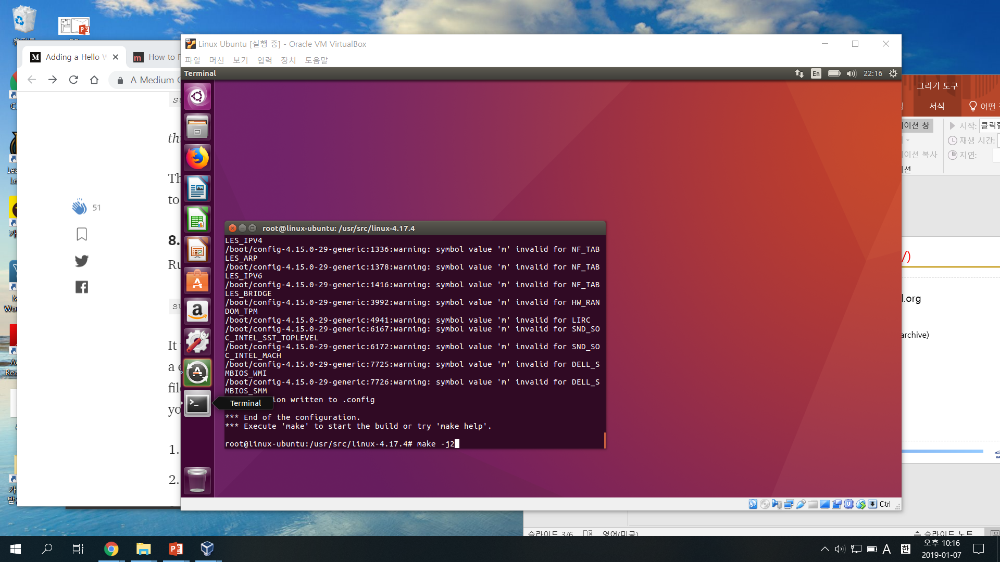 Adding a Hello W
How to F
A Medium
th
Th
to
51
8.
Ru
su
It
a e
file
yo
1.
2.
Linux Ubuntu [실행 중] - Oracle VM VirtualBox
파일 머신 보기 입력 장치 도움말
Terminal
En
22:16
root@linux-ubuntu: /usr/src/linux-4.17.4
LES_IPV4
/boot/config-4.15.0-29-generic:1336:warning: symbol value 'm' invalid for NF_TAB
LES_ARP
/boot/config-4.15.0-29-generic:1378:warning: symbol value 'm' invalid for NF_TAB
LES_IPV6
/boot/config-4.15.0-29-generic:1416:warning: symbol value 'm' invalid for NF_TAB
LES_BRIDGE
/boot/config-4.15.0-29-generic:3992:warning: symbol value 'm' invalid for HW_RAN
DOM_TPM
/boot/config-4.15.0-29-generic:4941:warning: symbol value 'm' invalid for LIRC
/boot/config-4.15.0-29-generic:6167:warning: symbol value 'm' invalid for SND_SO
C_INTEL_SST_TOPLEVEL
/boot/config-4.15.0-29-generic:6172:warning: symbol value 'm' invalid for SND_SO
C_INTEL_MACH
/boot/config-4.15.0-29-generic:7725:warning: symbol value 'm' invalid for DELL_S
MBIOS_WMI
/boot/config-4.15.0-29-generic:7726:warning: symbol value 'm' invalid for DELL_S
MBIOS_SMM
ion written to .config
Terminal
*** End of the configuration.
*** Execute 'make' to start the build or try 'make help'.
root@linux-ubuntu:/usr/src/linux-4.17.4# make -j2
Ctrl
그리기 도구
서식
어떤
이션 창
시작:
클릭할
재생 시간:
이션 복사
지연:
션
/)
l.org
archive)
슬라이드 3/6
영어(미국)
슬라이드 노트
A
한
오후 10:16
2019-01-07